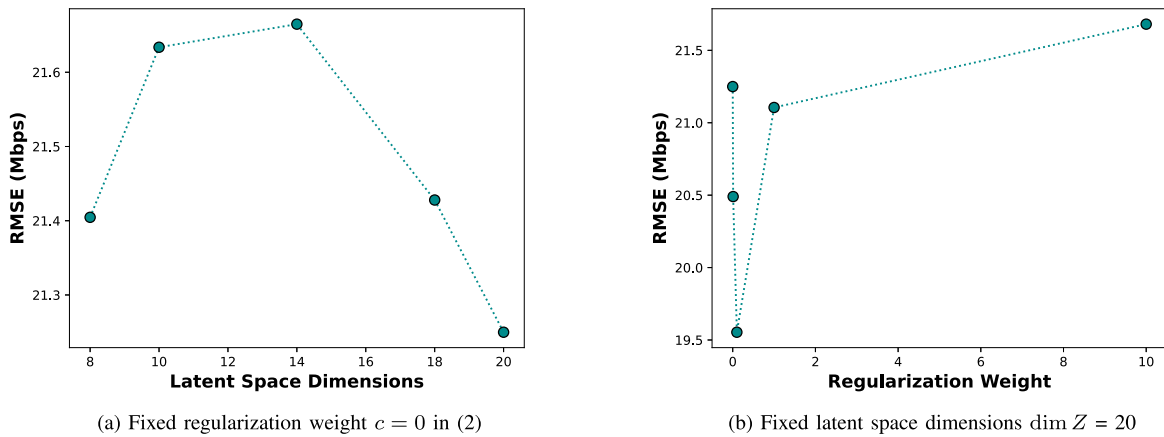 RMSE (Mbps)
21.6
21.5
21.4
21.3
8 10 12 14 16 18 20
Latent Space Dimensions
(a) Fixed regularization weight c = 0 in (2)
RMSE (Mbps)
21.5
21.0
20.5
20.0
19.5
0 2 4 6 8 10
Regularization Weight
(b) Fixed latent space dimensions dim Z = 20